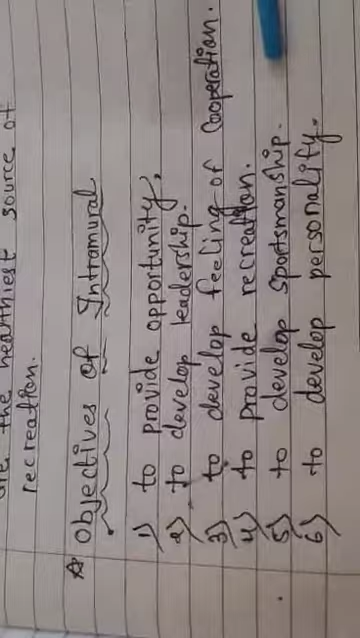 are the healthiest source of
recreation.
Objectives of Intramural
1) to provide opportunity,
2) to develop leadership.
3) to develop feeling of Cooperation.
4) to provide recreation.
5) to develop sportsmanship.
6) to develop personality.